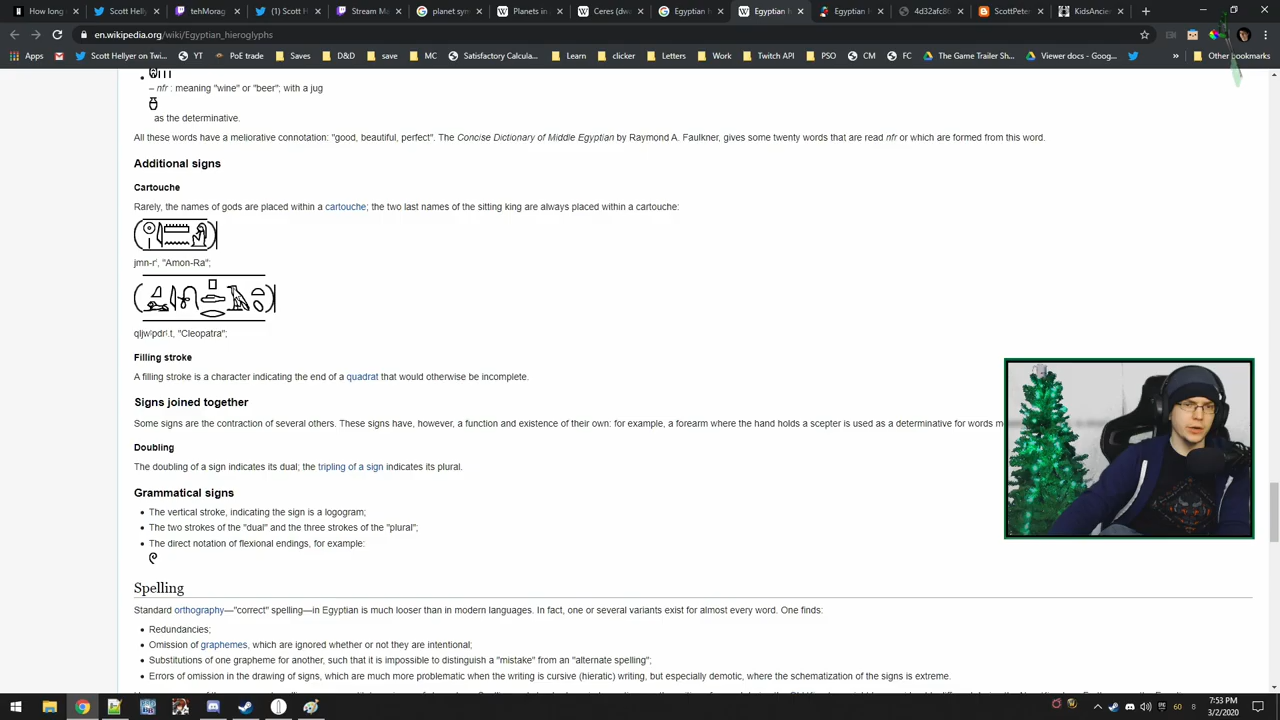 How long
Scott Hy
tehMorag
(1) Scott H
Stream Ma
planet sym
Planets in
Ceres (dwa
Egyptian h
Egyptian h
Egyptian
4d32afc86
ScottPeter
KidsAncie
en.wikipedia.org/wiki/Egyptian_hieroglyphs
Apps
Scott Hellyer on Twi...
YT
PoE trade
Saves
D&D
save
MC
Satisfactory Calcula...
Learn
clicker
Letters
Work
Twitch API
PSO
CM
FC
The Game Trailer Sh...
Viewer docs - Goog...
»
Other bookmarks
– nfr : meaning "wine" or "beer"; with a jug
as the determinative.
All these words have a meliorative connotation: "good, beautiful, perfect". The Concise Dictionary of Middle Egyptian by Raymond A. Faulkner, gives some twenty words that are read nfr or which are formed from this word.
Additional signs
Cartouche
Rarely, the names of gods are placed within a cartouche; the two last names of the sitting king are always placed within a cartouche:
jmn-rꜥ, "Amon-Ra";
qljwꜣpdrꜣ.t, "Cleopatra";
Filling stroke
A filling stroke is a character indicating the end of a quadrat that would otherwise be incomplete.
Signs joined together
Some signs are the contraction of several others. These signs have, however, a function and existence of their own: for example, a forearm where the hand holds a scepter is used as a determinative for words
Doubling
The doubling of a sign indicates its dual; the tripling of a sign indicates its plural.
Grammatical signs
• The vertical stroke, indicating the sign is a logogram;
• The two strokes of the "dual" and the three strokes of the "plural";
• The direct notation of flexional endings, for example:
Spelling
Standard orthography—"correct" spelling—in Egyptian is much looser than in modern languages. In fact, one or several variants exist for almost every word. One finds:
• Redundancies;
• Omission of graphemes, which are ignored whether or not they are intentional;
• Substitutions of one grapheme for another, such that it is impossible to distinguish a "mistake" from an "alternate spelling";
• Errors of omission in the drawing of signs, which are much more problematic when the writing is cursive (hieratic) writing, but especially demotic, where the schematization of the signs is extreme.
60
8
7:53 PM
3/2/2020